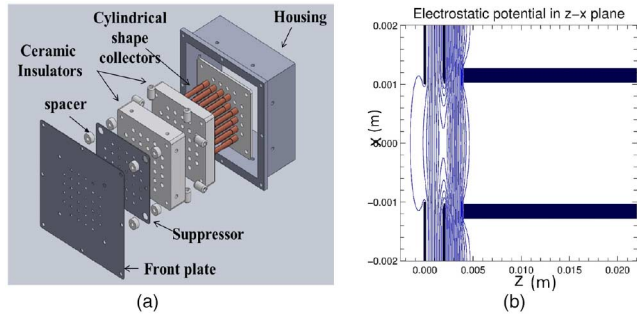 Cylindrical
shape
collectors
Housing
Ceramic
Insulators
spacer
Suppressor
Front plate
(a)
Electrostatic potential in z-x plane
0.002
0.001
0.000
-0.001
-0.002
X (m)
0.000 0.005 0.010 0.015 0.020
Z (m)
(b)